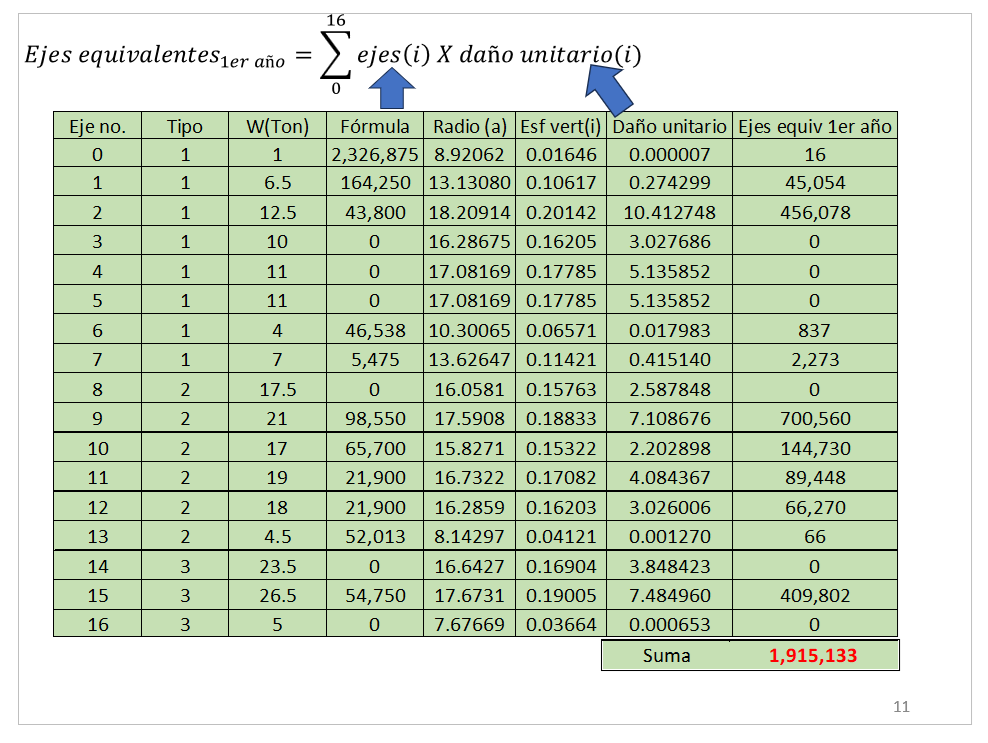 16
Ejes equivalentes1er año = ∑ ejes(i) X daño unitario(i)
0
Eje no. Tipo W(Ton) Fórmula Radio (a) Esf vert(i) Daño unitario Ejes equiv 1er año
0 1 1 2,326,875 8.92062 0.01646 0.000007 16
1 1 6.5 164,250 13.13080 0.10617 0.274299 45,054
2 1 12.5 43,800 18.20914 0.20142 10.412748 456,078
3 1 10 0 16.28675 0.16205 3.027686 0
4 1 11 0 17.08169 0.17785 5.135852 0
5 1 11 0 17.08169 0.17785 5.135852 0
6 1 4 46,538 10.30065 0.06571 0.017983 837
7 1 7 5,475 13.62647 0.11421 0.415140 2,273
8 2 17.5 0 16.0581 0.15763 2.587848 0
9 2 21 98,550 17.5908 0.18833 7.108676 700,560
10 2 17 65,700 15.8271 0.15322 2.202898 144,730
11 2 19 21,900 16.7322 0.17082 4.084367 89,448
12 2 18 21,900 16.2859 0.16203 3.026006 66,270
13 2 4.5 52,013 8.14297 0.04121 0.001270 66
14 3 23.5 0 16.6427 0.16904 3.848423 0
15 3 26.5 54,750 17.6731 0.19005 7.484960 409,802
16 3 5 0 7.67669 0.03664 0.000653 0
Suma 1,915,133
11